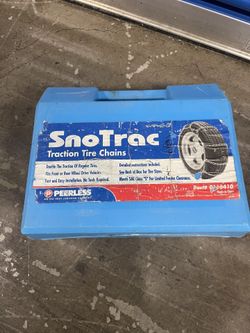 SnoTrac
Traction Tire Chains
Double The Traction Of Regular Tires.
Fits Front or Rear Wheel Drive Vehicles.
Fast and Easy Installation. No Tools Required.
Detailed Instructions Included.
See Back of Box for Tire Sizes.
Meets SAE Class "S" For Limited Fender Clearance.
PEERLESS